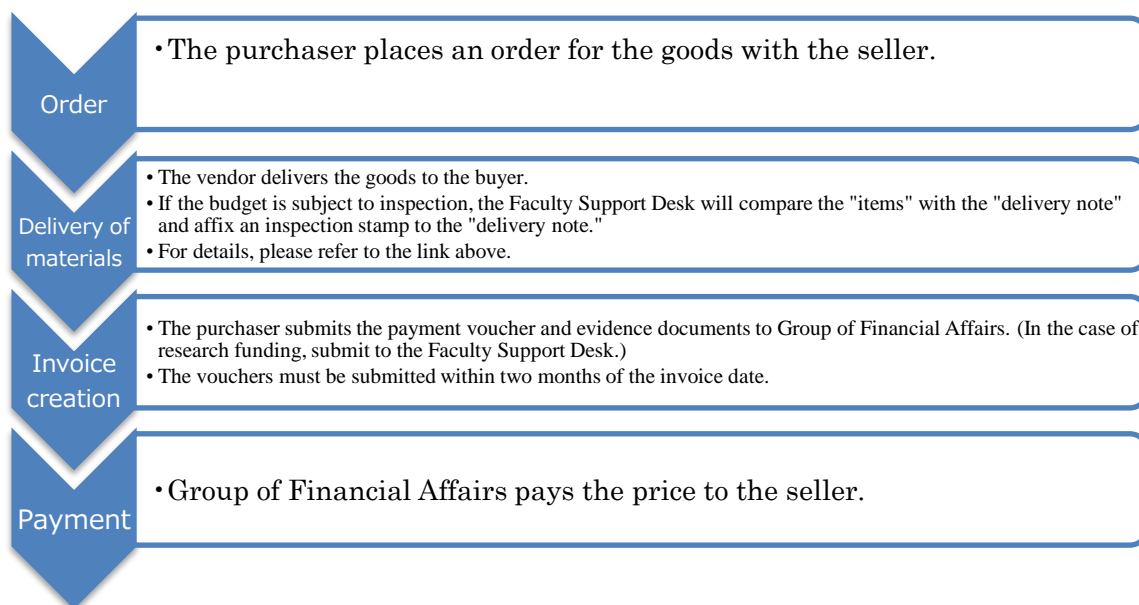 Order
・The purchaser places an order for the goods with the seller.
Delivery of
materials
• The vendor delivers the goods to the buyer.
• If the budget is subject to inspection, the Faculty Support Desk will compare the "items" with the "delivery note"
and affix an inspection stamp to the "delivery note."
• For details, please refer to the link above.
Invoice
creation
• The purchaser submits the payment voucher and evidence documents to Group of Financial Affairs. (In the case of
research funding, submit to the Faculty Support Desk.)
• The vouchers must be submitted within two months of the invoice date.
Payment
・Group of Financial Affairs pays the price to the seller.